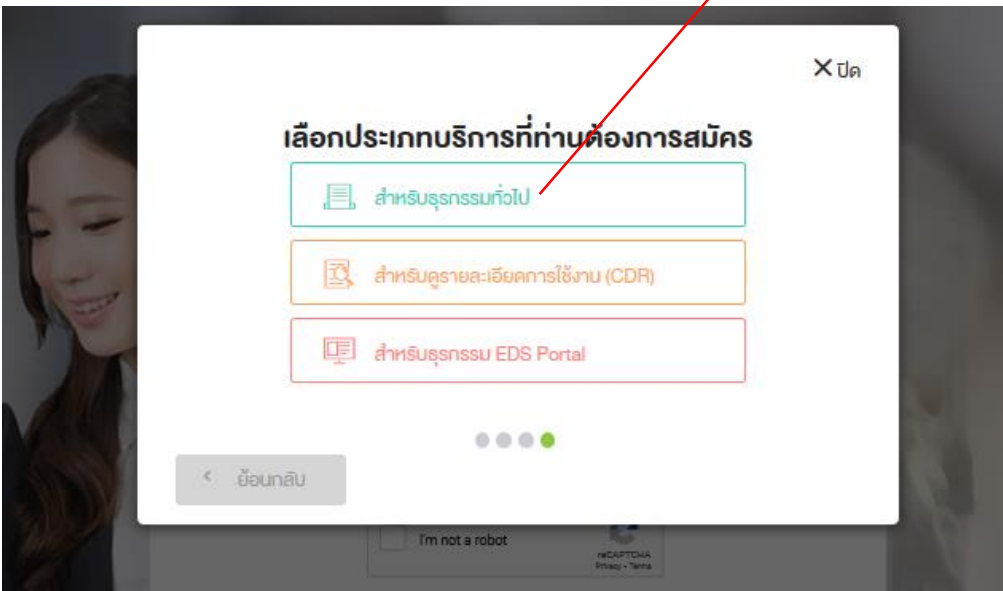 ✕ ปิด
เลือกประเภทบริการที่ท่านต้องการสมัคร
สำหรับธุรกรรมทั่วไป
สำหรับดูรายละเอียดการใช้งาน (CDR)
สำหรับธุรกรรม EDS Portal
< ย้อนกลับ
I'm not a robot
reCAPTCHA
Privacy - Terms